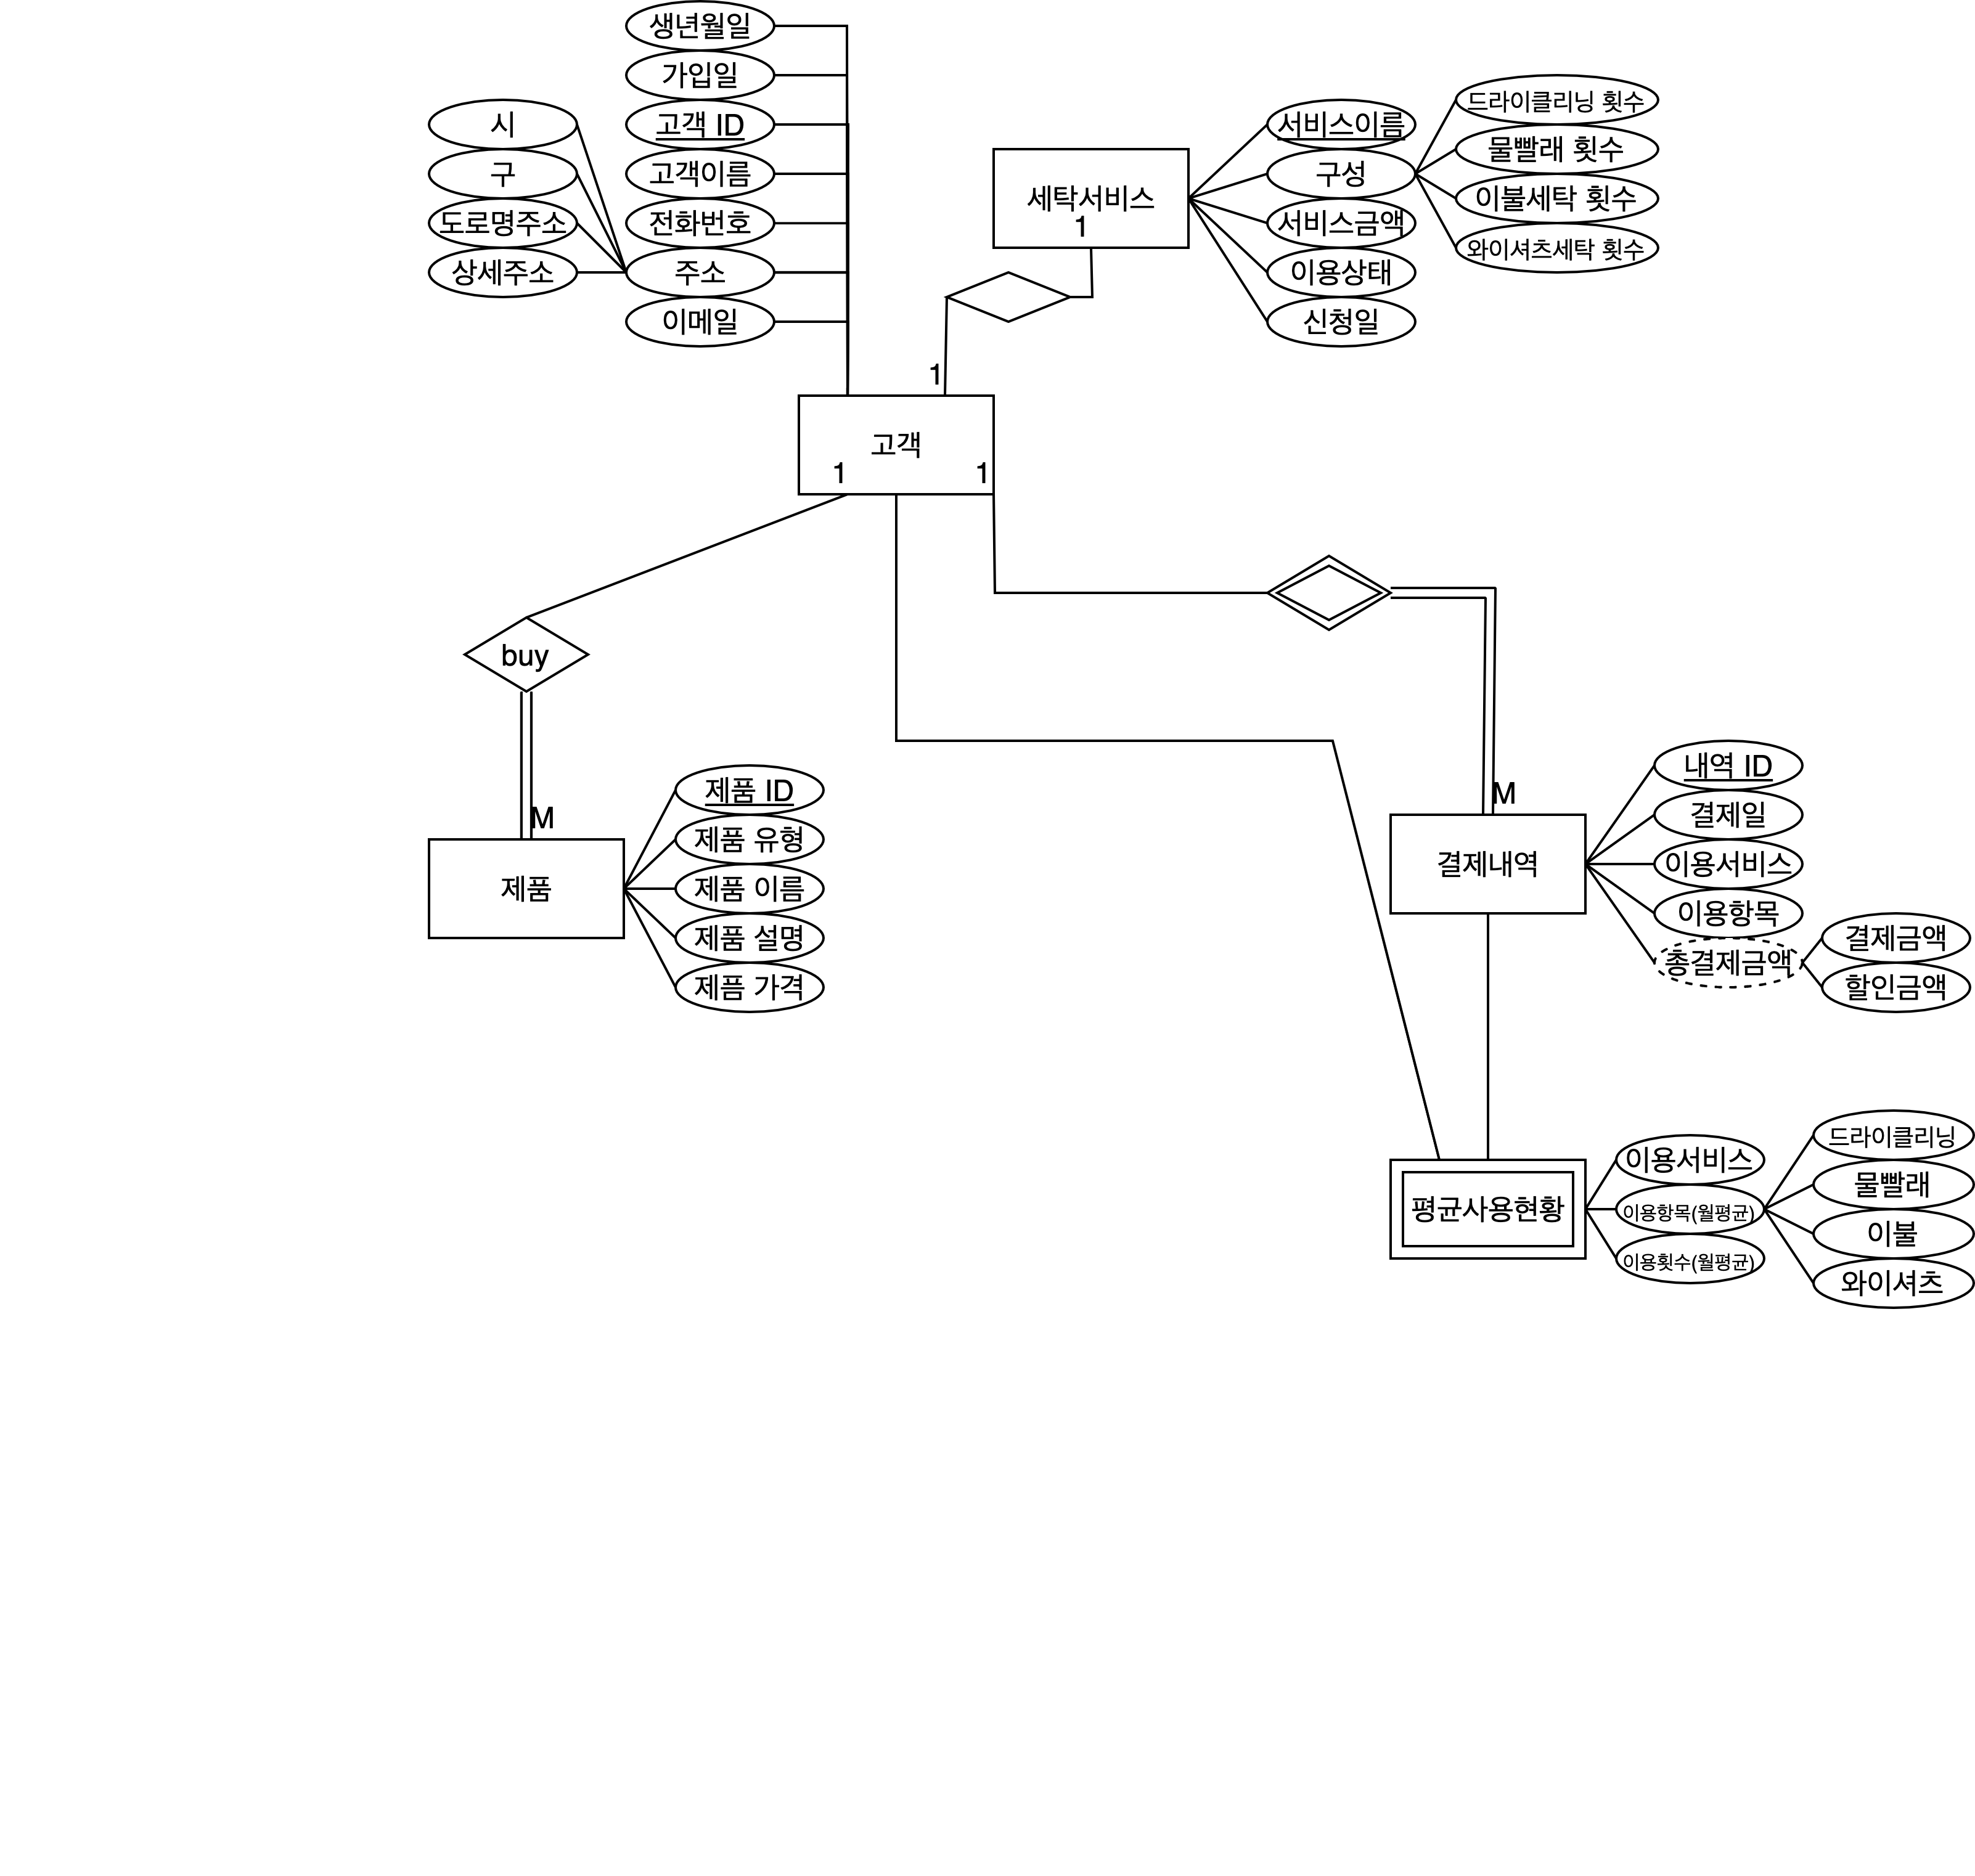 생년월일
가입일
고객 ID
고객이름
전화번호
주소
이메일
시
구
도로명주소
상세주소
세탁서비스
1
서비스이름
구성
서비스금액
이용상태
신청일
드라이클리닝 횟수
물빨래 횟수
이불세탁 횟수
와이셔츠세탁 횟수
1
고객
1
1
buy
M
제품
제품 ID
제품 유형
제품 이름
제품 설명
제픔 가격
M
결제내역
내역 ID
결제일
이용서비스
이용항목
총결제금액
결제금액
할인금액
평균사용현황
이용서비스
이용항목(월평균)
이용횟수(월평균)
드라이클리닝
물빨래
이불
와이셔츠